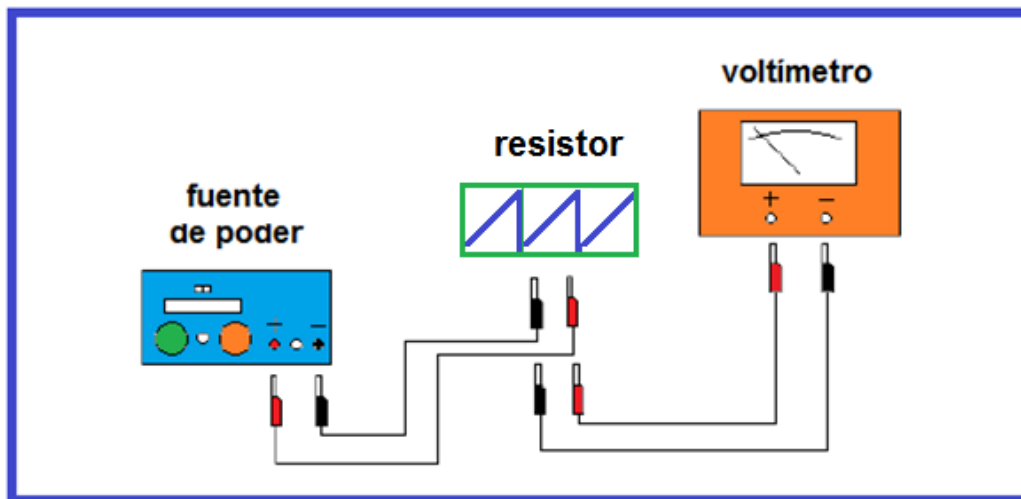 voltímetro
resistor
fuente
de poder
+ −
+ −